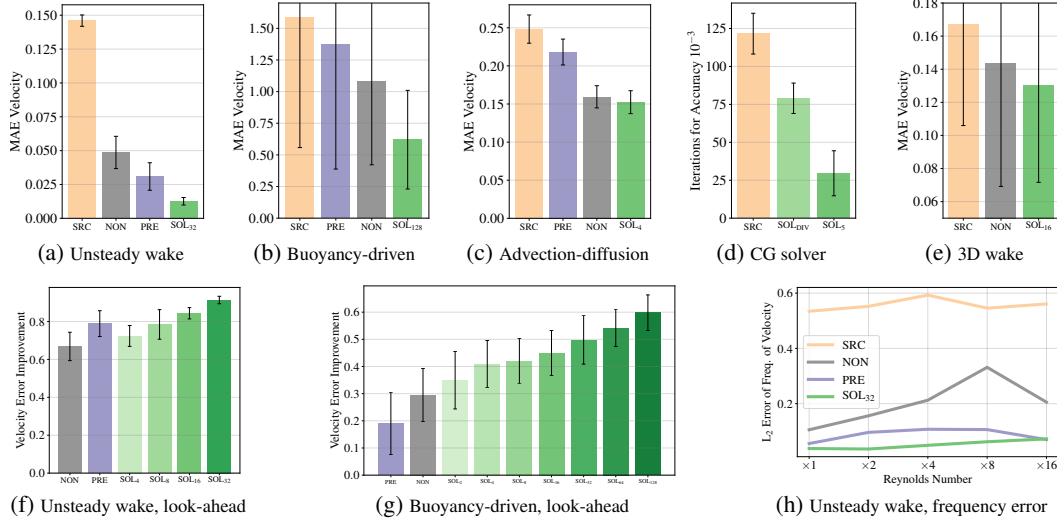 0.150
0.125
0.100
0.075
0.050
0.025
0.000
MAE Velocity
SRC NON PRE SOL₃₂
(a) Unsteady wake
1.50
1.25
1.00
0.75
0.50
0.25
0.00
MAE Velocity
SRC PRE NON SOL₁₂₈
(b) Buoyancy-driven
0.25
0.20
0.15
0.10
0.05
0.00
MAE Velocity
SRC PRE NON SOL₄
(c) Advection-diffusion
125
100
75
50
25
0
Iterations for Accuracy 10⁻³
SRC SOL_DIV SOL₅
(d) CG solver
0.18
0.16
0.14
0.12
0.10
0.08
0.06
MAE Velocity
SRC NON SOL₁₆
(e) 3D wake
0.8
0.6
0.4
0.2
0.0
Velocity Error Improvement
NON PRE SOL₄ SOL₈ SOL₁₆ SOL₃₂
(f) Unsteady wake, look-ahead
0.6
0.5
0.4
0.3
0.2
0.1
0.0
Velocity Error Improvement
PRE NON SOL₂ SOL₄ SOL₈ SOL₁₆ SOL₃₂ SOL₆₄ SOL₁₂₈
(g) Buoyancy-driven, look-ahead
0.6
0.4
0.2
L₂ Error of Freq. of Velocity
SRC
NON
PRE
SOL₃₂
×1 ×2 ×4 ×8 ×16
Reynolds Number
(h) Unsteady wake, frequency error